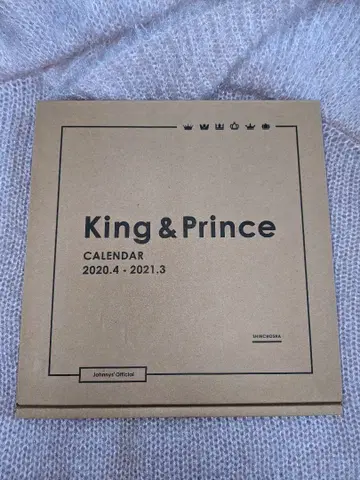 King & Prince
CALENDAR
2020.4 - 2021.3
SHINCHOSHA
Johnnys' Official